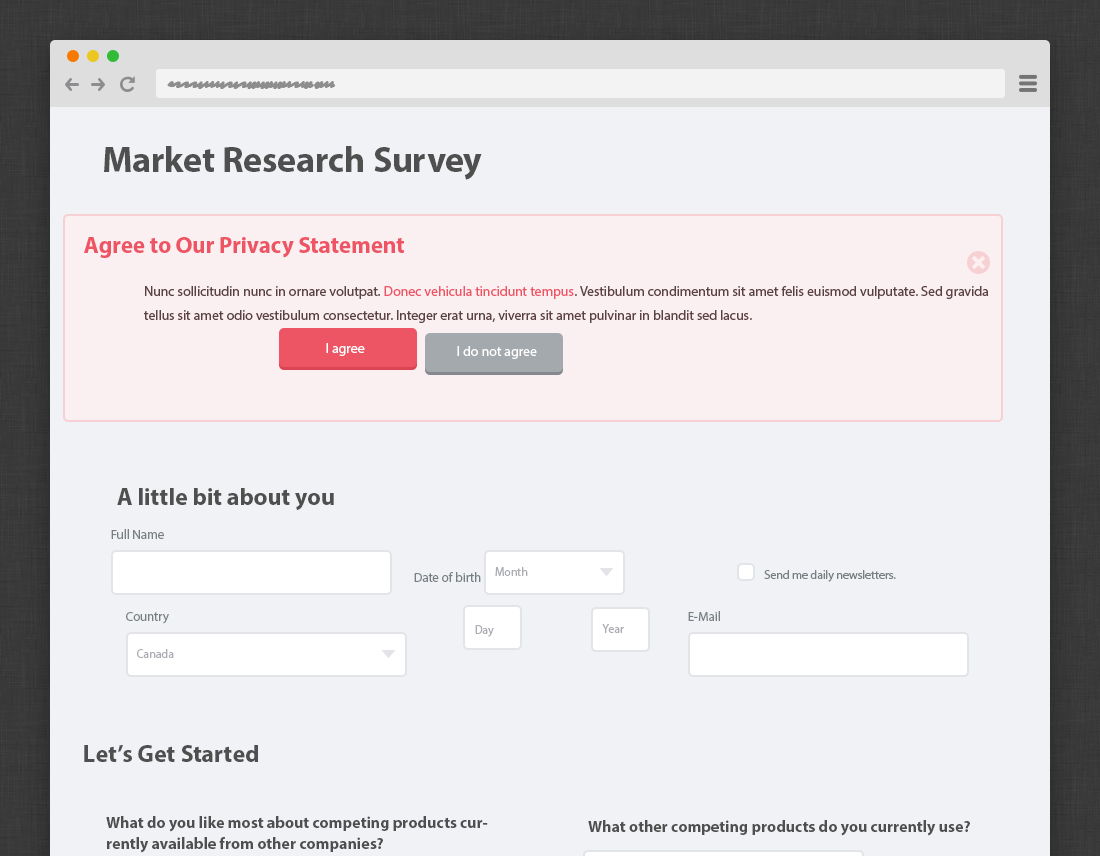 Market Research Survey
Agree to Our Privacy Statement
Nunc sollicitudin nunc in ornare volutpat. Donec vehicula tincidunt tempus. Vestibulum condimentum sit amet felis euismod vulputate. Sed gravida
tellus sit amet odio vestibulum consectetur. Integer erat urna, viverra sit amet pulvinar in blandit sed lacus.
I agree
I do not agree
A little bit about you
Full Name
Date of birth
Month
Send me daily newsletters.
Country
Canada
Day
Year
E-Mail
Let’s Get Started
What do you like most about competing products cur-
rently available from other companies?
What other competing products do you currently use?